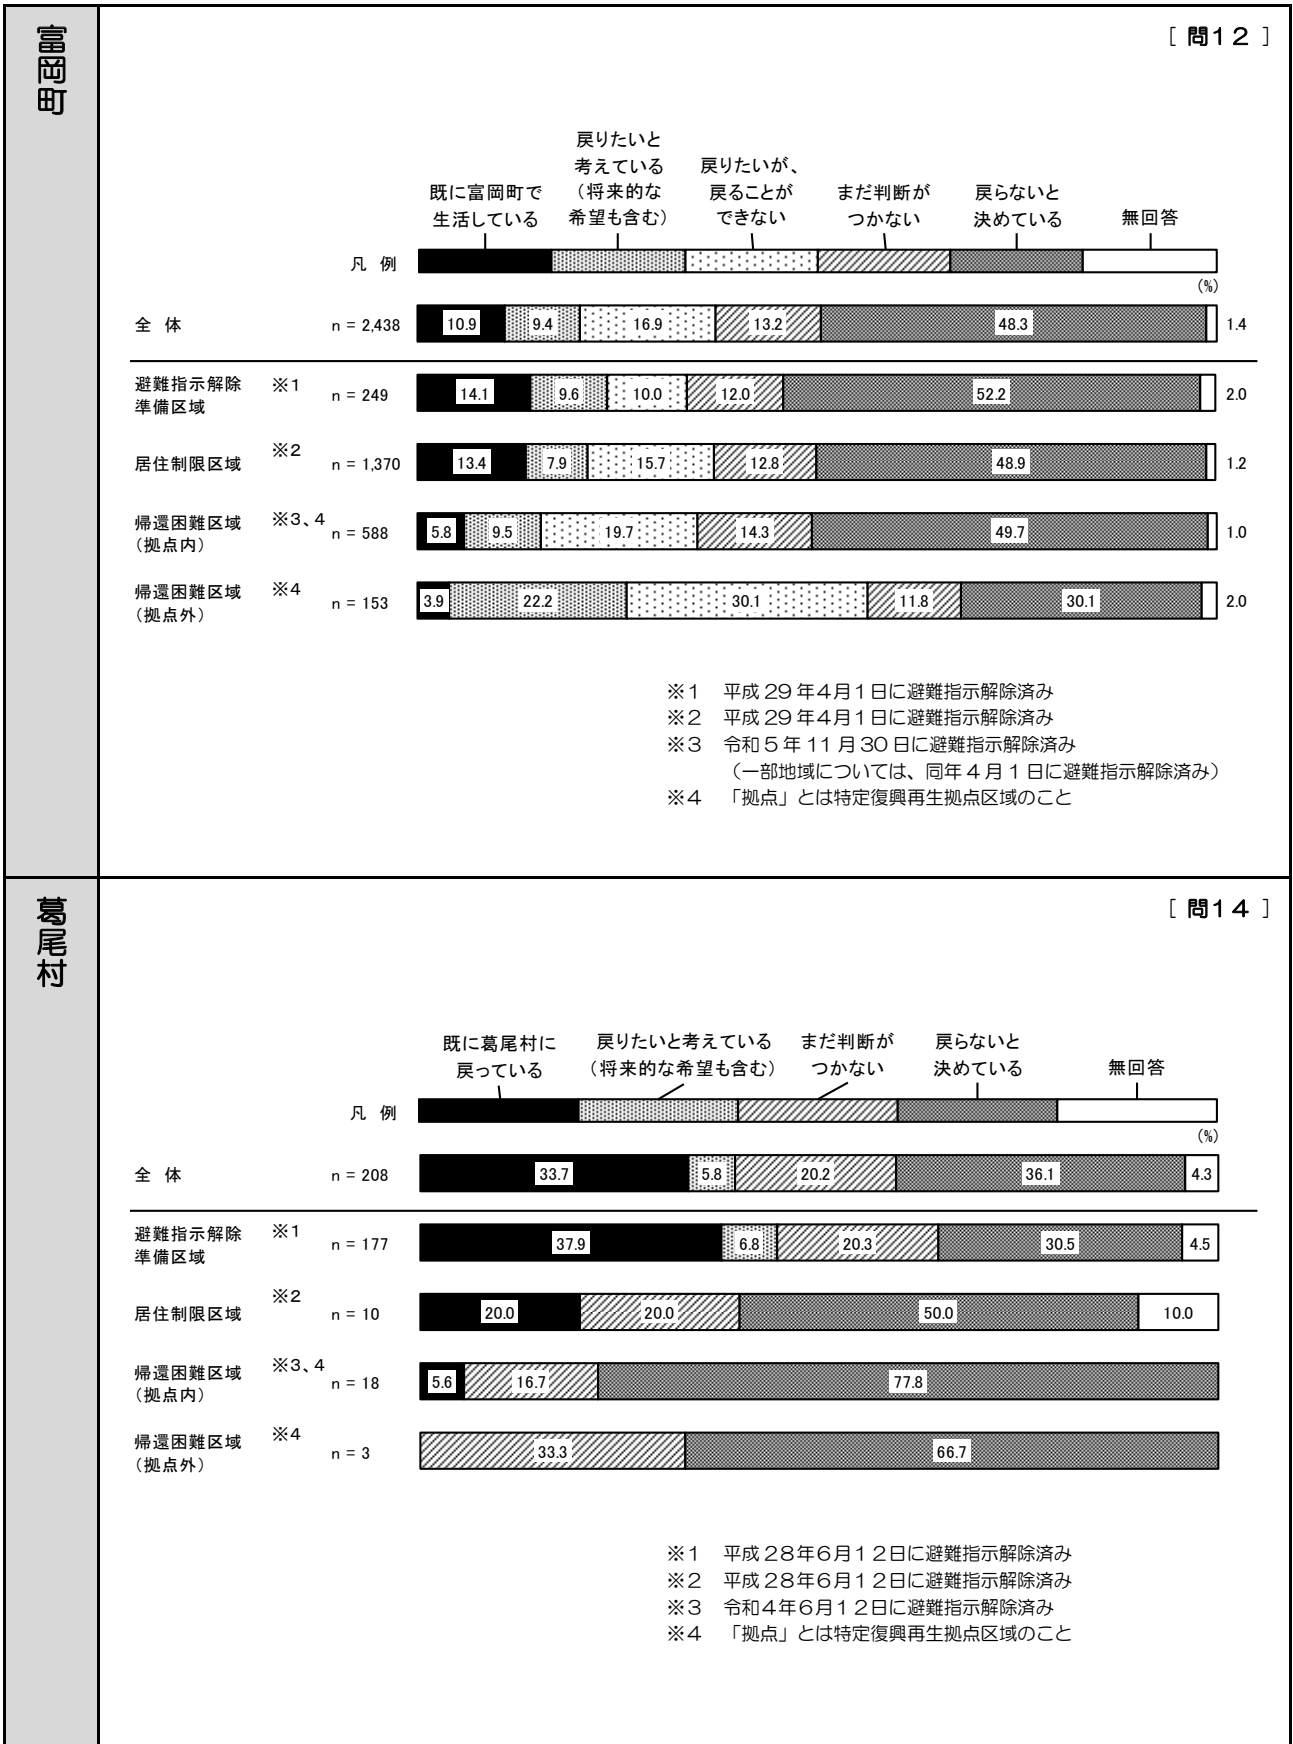 富岡町
[ 問12 ]
既に富岡町で
生活している
戻りたいと
考えている
（将来的な
希望も含む）
戻りたいが、
戻ることが
できない
まだ判断が
つかない
戻らないと
決めている
無回答
凡 例
(%)
全 体 n = 2,438 10.9 9.4 16.9 13.2 48.3 1.4
避難指示解除
準備区域
※1 n = 249 14.1 9.6 10.0 12.0 52.2 2.0
居住制限区域 ※2 n = 1,370 13.4 7.9 15.7 12.8 48.9 1.2
帰還困難区域
（拠点内）
※3、4 n = 588 5.8 9.5 19.7 14.3 49.7 1.0
帰還困難区域
（拠点外）
※4 n = 153 3.9 22.2 30.1 11.8 30.1 2.0
※1 平成29年4月1日に避難指示解除済み
※2 平成29年4月1日に避難指示解除済み
※3 令和5年11月30日に避難指示解除済み
（一部地域については、同年4月1日に避難指示解除済み）
※4 「拠点」とは特定復興再生拠点区域のこと
葛尾村
[ 問14 ]
既に葛尾村に
戻っている
戻りたいと考えている
（将来的な希望も含む）
まだ判断が
つかない
戻らないと
決めている
無回答
凡 例
(%)
全 体 n = 208 33.7 5.8 20.2 36.1 4.3
避難指示解除
準備区域
※1 n = 177 37.9 6.8 20.3 30.5 4.5
居住制限区域 ※2 n = 10 20.0 20.0 50.0 10.0
帰還困難区域
（拠点内）
※3、4 n = 18 5.6 16.7 77.8
帰還困難区域
（拠点外）
※4 n = 3 33.3 66.7
※1 平成28年6月12日に避難指示解除済み
※2 平成28年6月12日に避難指示解除済み
※3 令和4年6月12日に避難指示解除済み
※4 「拠点」とは特定復興再生拠点区域のこと